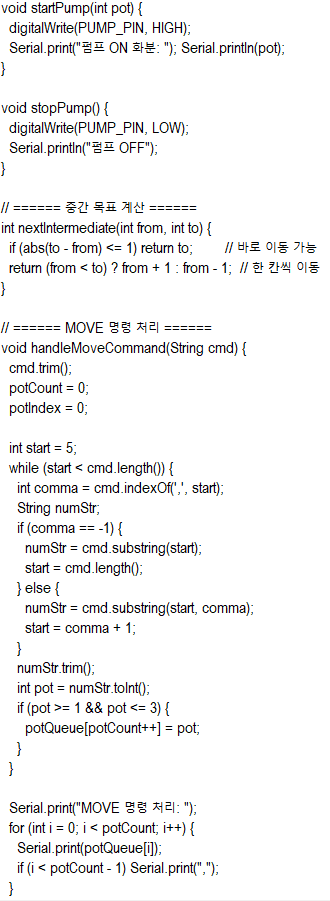 void startPump(int pot) {
  digitalWrite(PUMP_PIN, HIGH);
  Serial.print("펌프 ON 화분: "); Serial.println(pot);
}

void stopPump() {
  digitalWrite(PUMP_PIN, LOW);
  Serial.println("펌프 OFF");
}

// ====== 중간 목표 계산 ======
int nextIntermediate(int from, int to) {
  if (abs(to - from) <= 1) return to;        // 바로 이동 가능
  return (from < to) ? from + 1 : from - 1;  // 한 칸씩 이동
}

// ====== MOVE 명령 처리 ======
void handleMoveCommand(String cmd) {
  cmd.trim();
  potCount = 0;
  potIndex = 0;

  int start = 5;
  while (start < cmd.length()) {
    int comma = cmd.indexOf(',', start);
    String numStr;
    if (comma == -1) {
      numStr = cmd.substring(start);
      start = cmd.length();
    } else {
      numStr = cmd.substring(start, comma);
      start = comma + 1;
    }
    numStr.trim();
    int pot = numStr.toInt();
    if (pot >= 1 && pot <= 3) {
      potQueue[potCount++] = pot;
    }
  }

  Serial.print("MOVE 명령 처리: ");
  for (int i = 0; i < potCount; i++) {
    Serial.print(potQueue[i]);
    if (i < potCount - 1) Serial.print(",");
  }